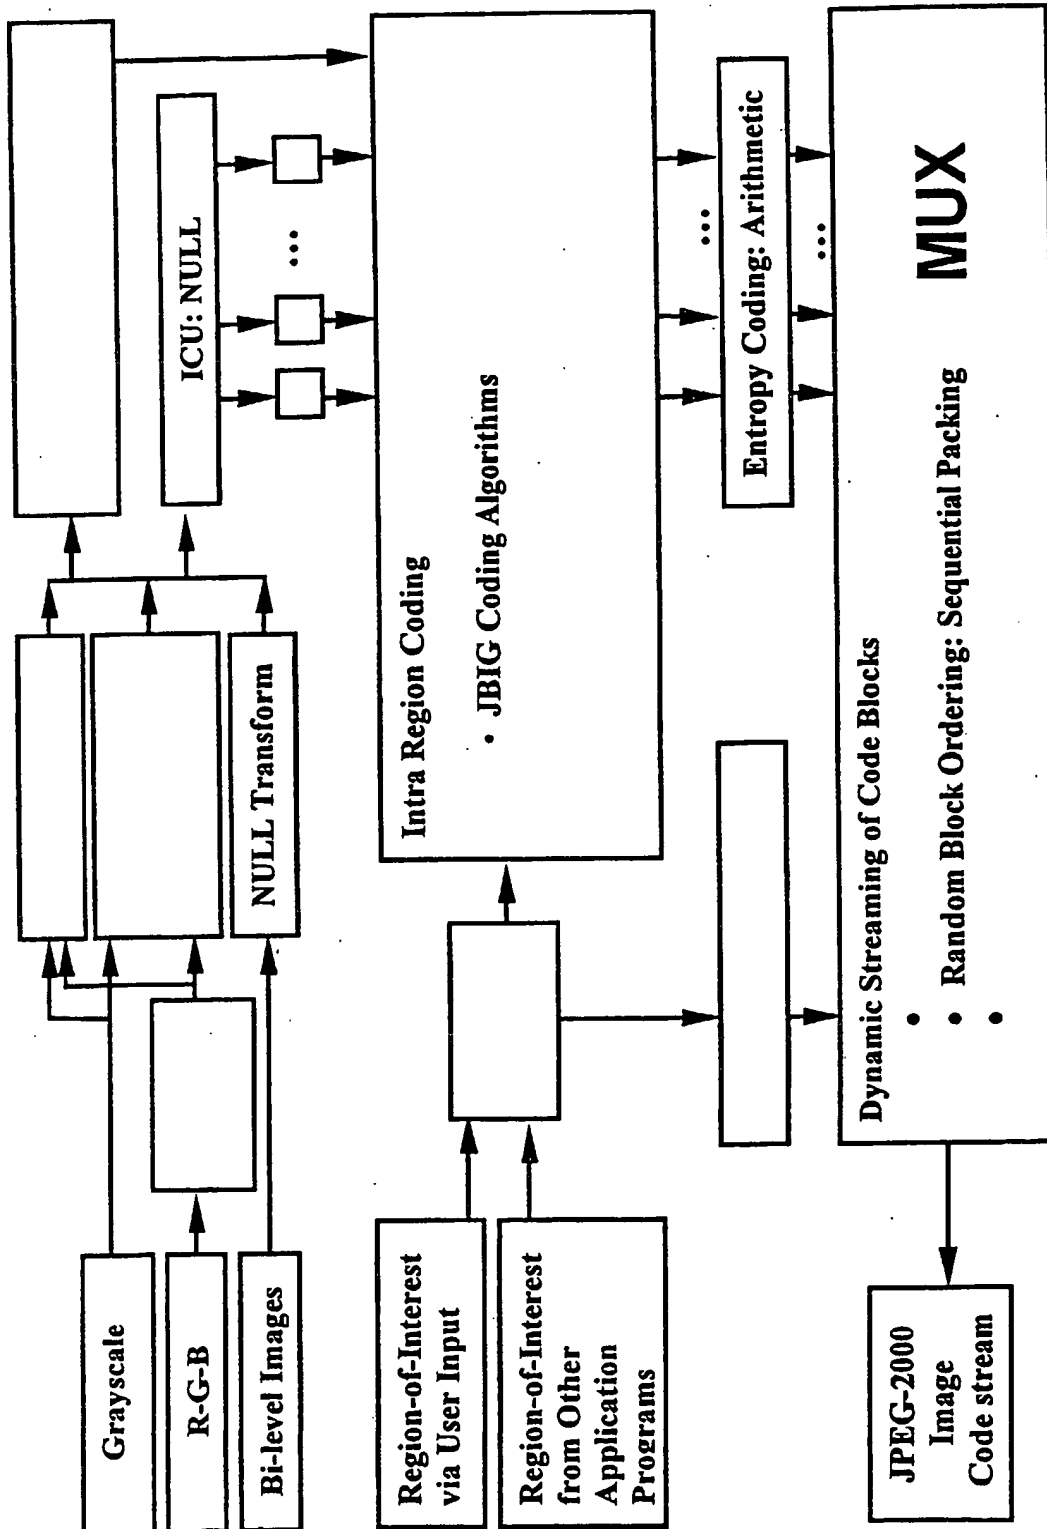 Grayscale
R-G-B
Bi-level Images
NULL Transform
ICU: NULL
...
Region-of-Interest
via User Input
Region-of-Interest
from Other
Application
Programs
Intra Region Coding
• JBIG Coding Algorithms
...
Entropy Coding: Arithmetic
...
Dynamic Streaming of Code Blocks
•
• Random Block Ordering: Sequential Packing
•
MUX
JPEG-2000
Image
Code stream